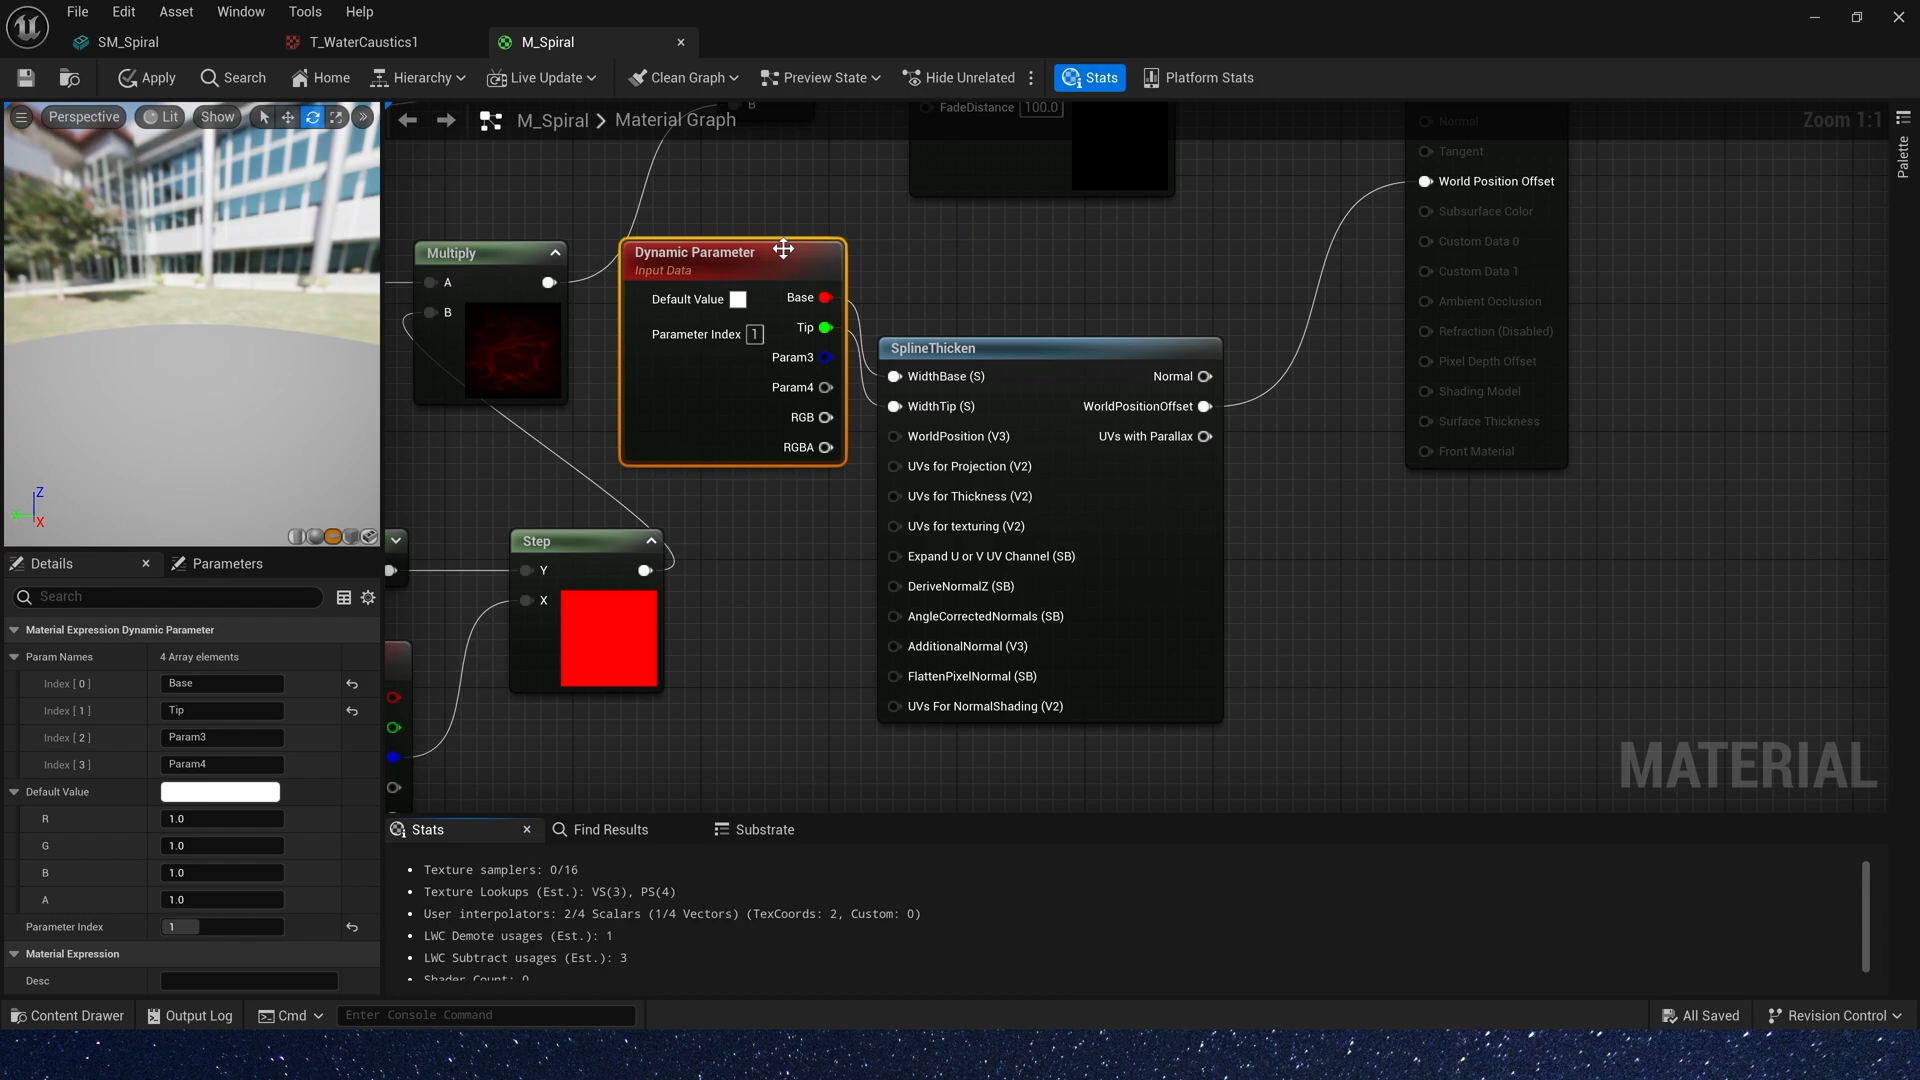 File Edit Asset Window Tools Help
SM_Spiral T_WaterCaustics1 M_Spiral
Apply Search Home Hierarchy Live Update Clean Graph Preview State Hide Unrelated Stats Platform Stats
Perspective Lit Show
M_Spiral > Material Graph
Zoom 1:1
Palette
B
FadeDistance 100.0
Normal
Tangent
World Position Offset
Subsurface Color
Custom Data 0
Custom Data 1
Ambient Occlusion
Refraction (Disabled)
Pixel Depth Offset
Shading Model
Surface Thickness
Front Material
Multiply
A
B
Dynamic Parameter
Input Data
Default Value Base
Tip
Parameter Index 1
Param3
Param4
RGB
RGBA
SplineThicken
WidthBase (S) Normal
WidthTip (S) WorldPositionOffset
WorldPosition (V3) UVs with Parallax
UVs for Projection (V2)
UVs for Thickness (V2)
UVs for texturing (V2)
Expand U or V UV Channel (SB)
DeriveNormalZ (SB)
AngleCorrectedNormals (SB)
AdditionalNormal (V3)
FlattenPixelNormal (SB)
UVs For NormalShading (V2)
Step
Y
X
MATERIAL
Z
X
Details Parameters
Search
Material Expression Dynamic Parameter
Param Names 4 Array elements
Index [ 0 ] Base
Index [ 1 ] Tip
Index [ 2 ] Param3
Index [ 3 ] Param4
Default Value
R 1.0
G 1.0
B 1.0
A 1.0
Parameter Index 1
Material Expression
Desc
Stats Find Results Substrate
• Texture samplers: 0/16
• Texture Lookups (Est.): VS(3), PS(4)
• User interpolators: 2/4 Scalars (1/4 Vectors) (TexCoords: 2, Custom: 0)
• LWC Demote usages (Est.): 1
• LWC Subtract usages (Est.): 3
• Shader Count: 0
Content Drawer Output Log Cmd Enter Console Command All Saved Revision Control